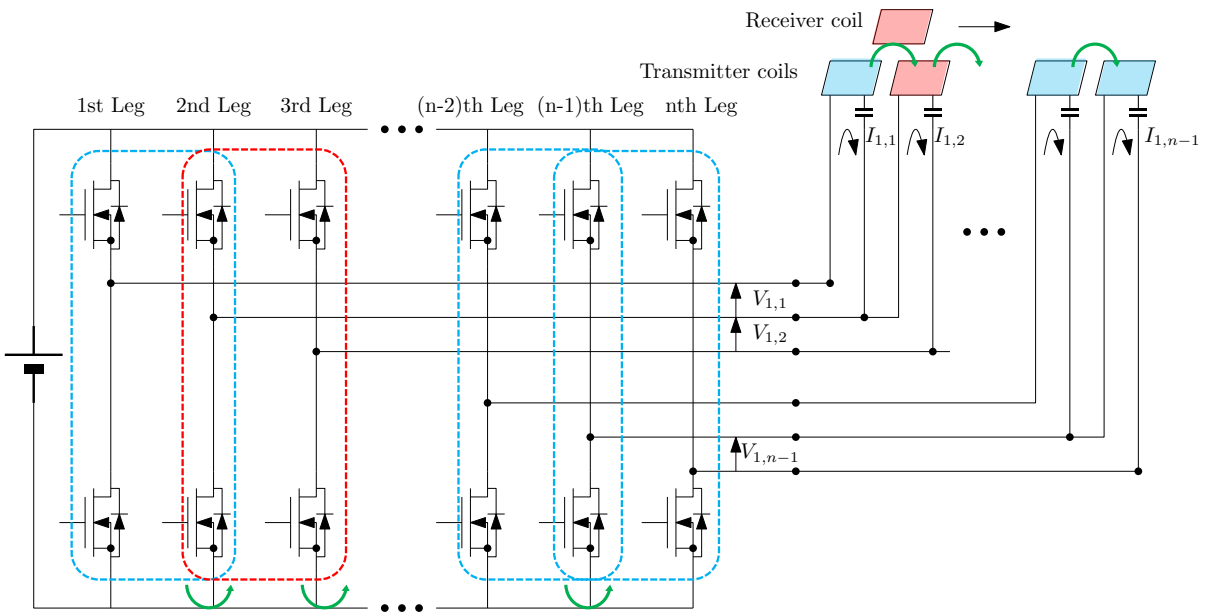 Receiver coil
Transmitter coils
1st Leg 2nd Leg 3rd Leg (n-2)th Leg (n-1)th Leg nth Leg
I1,1 I1,2 I1,n−1
V1,1
V1,2
V1,n−1